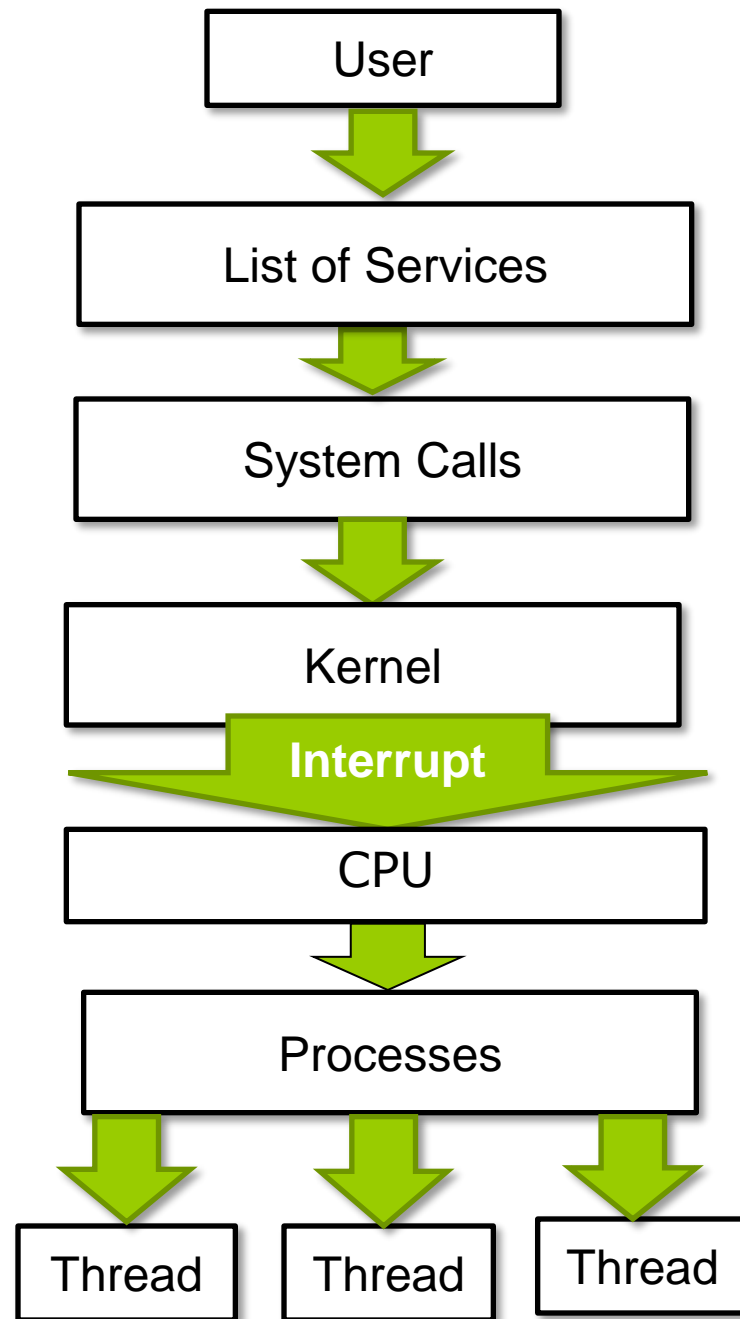 User
List of Services
System Calls
Kernel
Interrupt
CPU
Processes
Thread
Thread
Thread